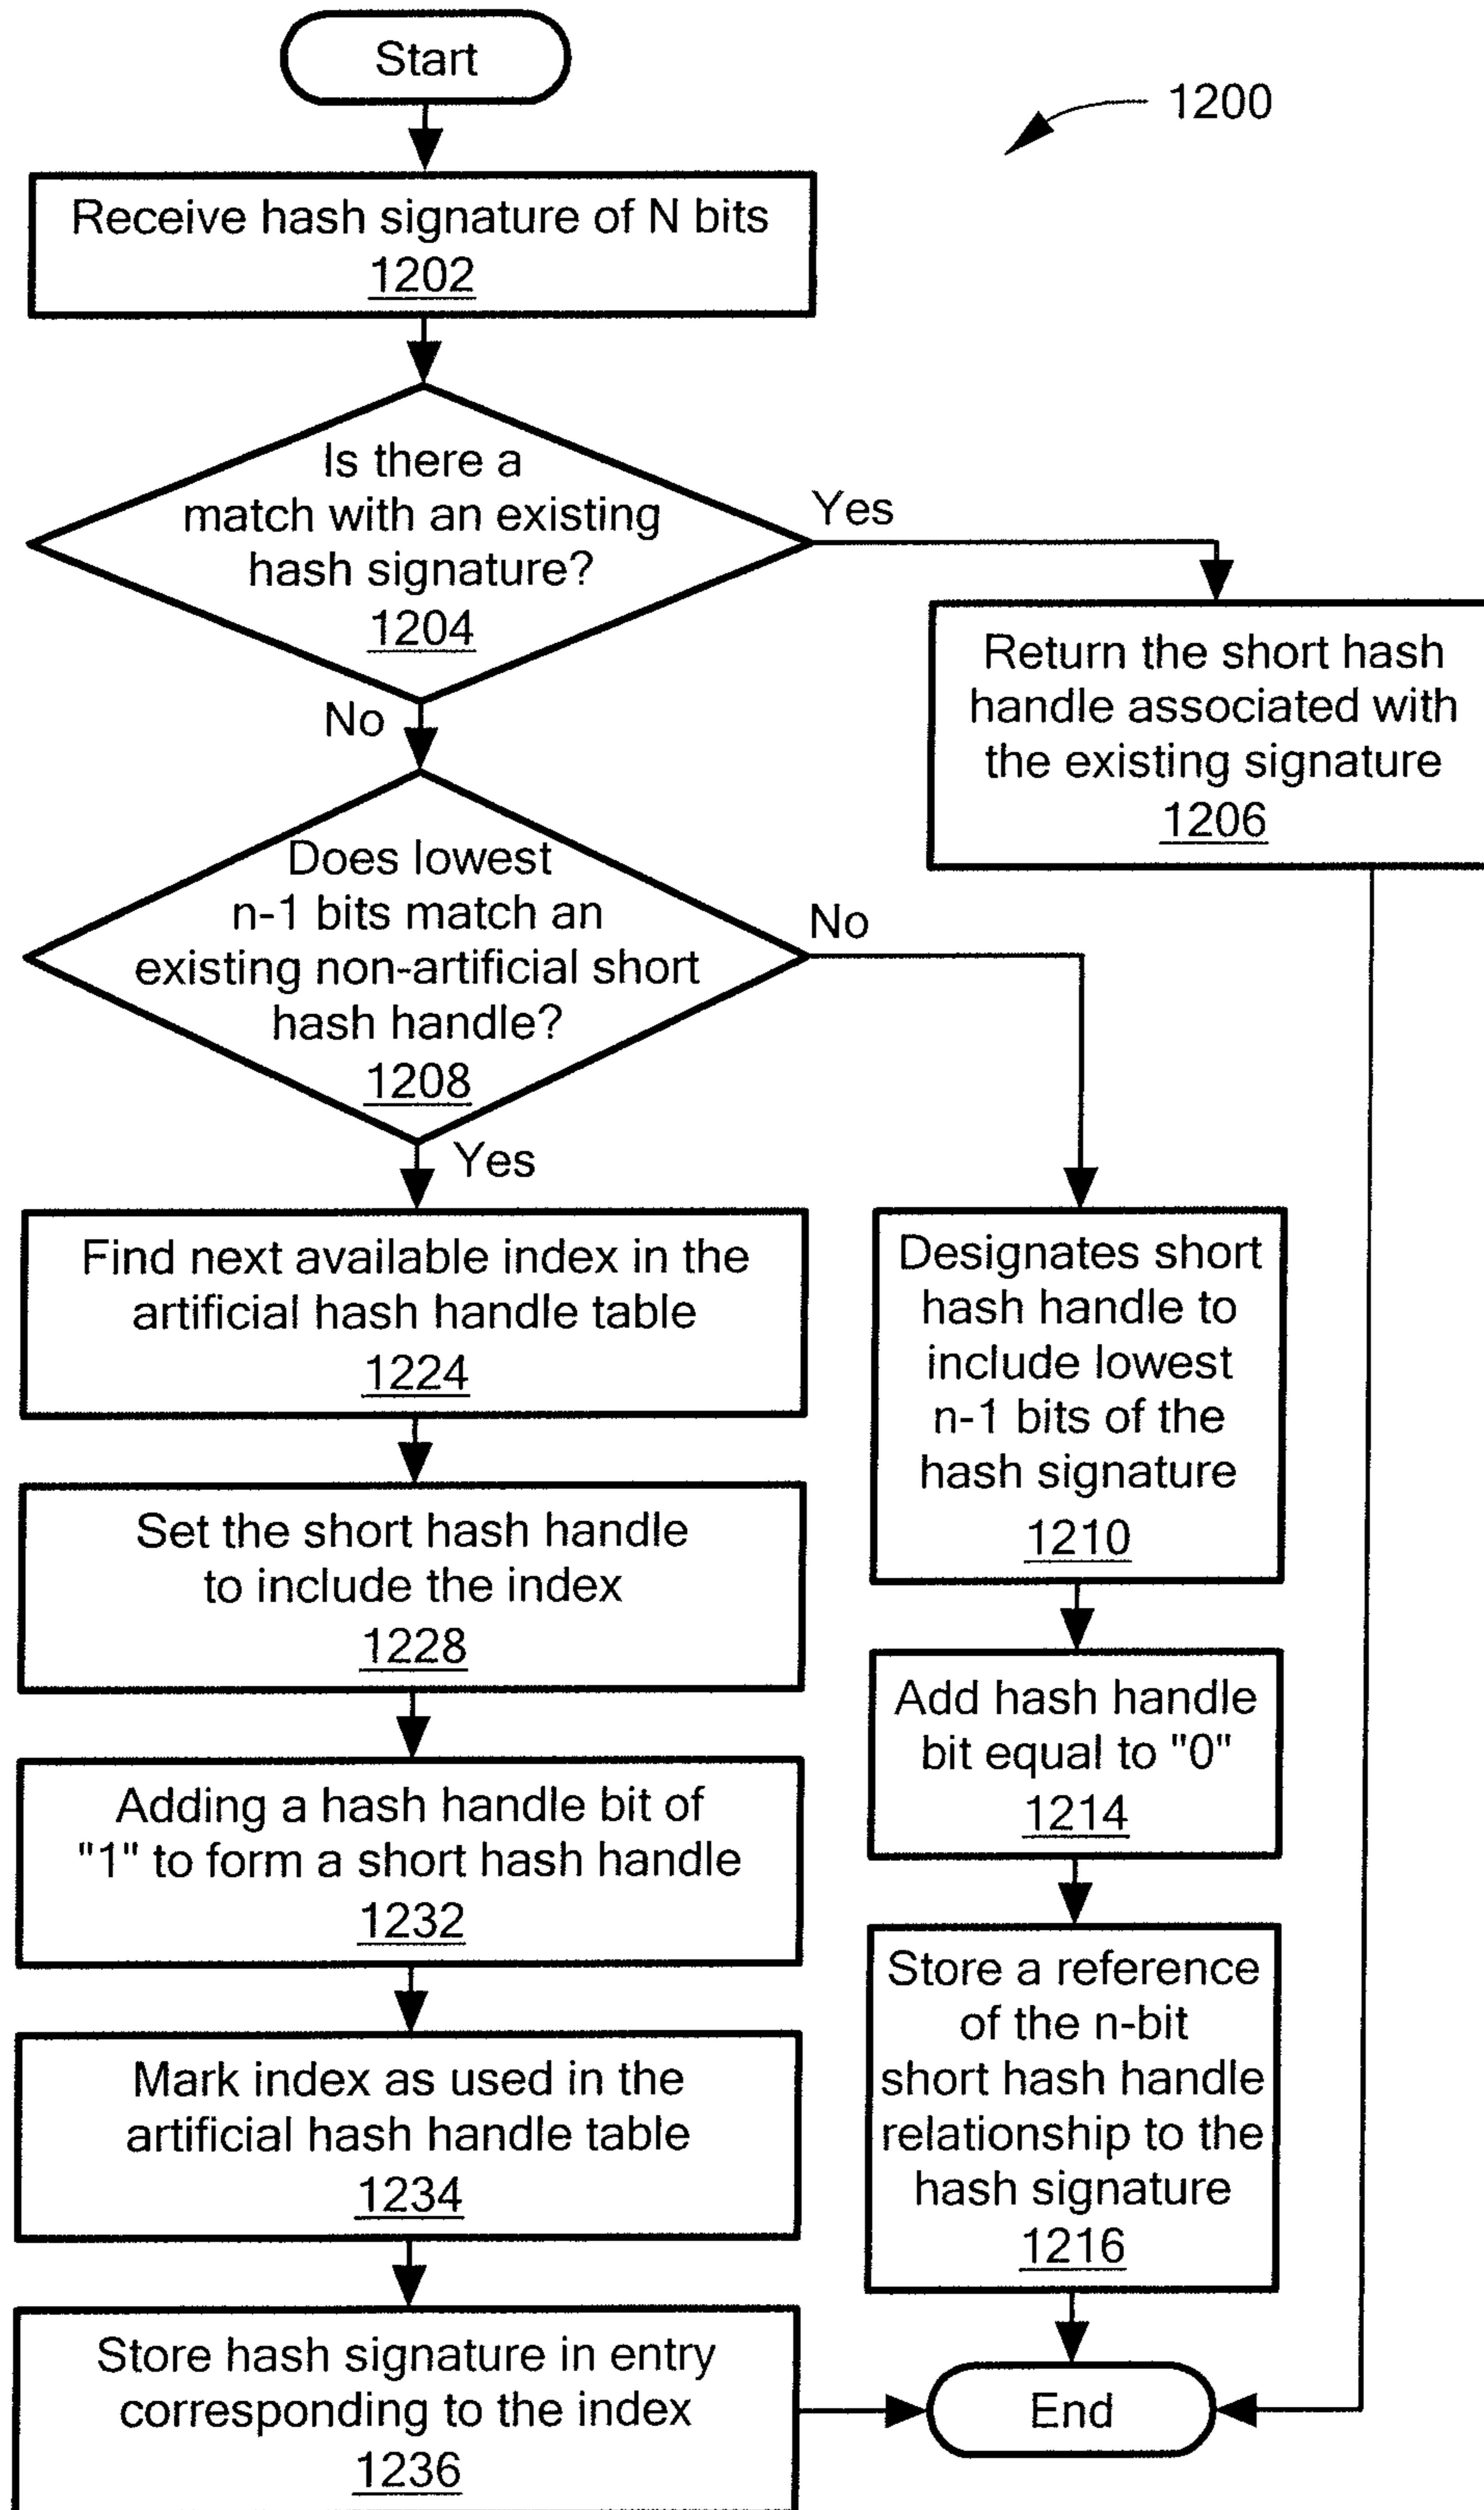 Start
1200
Receive hash signature of N bits
1202
Is there a
match with an existing
hash signature?
1204
Yes
No
Return the short hash
handle associated with
the existing signature
1206
Does lowest
n-1 bits match an
existing non-artificial short
hash handle?
1208
No
Yes
Find next available index in the
artificial hash handle table
1224
Set the short hash handle
to include the index
1228
Adding a hash handle bit of
"1" to form a short hash handle
1232
Mark index as used in the
artificial hash handle table
1234
Store hash signature in entry
corresponding to the index
1236
Designates short
hash handle to
include lowest
n-1 bits of the
hash signature
1210
Add hash handle
bit equal to "0"
1214
Store a reference
of the n-bit
short hash handle
relationship to the
hash signature
1216
End